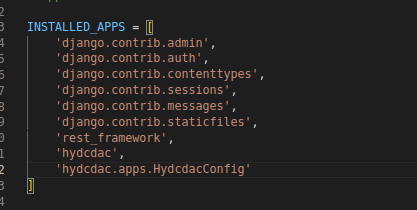 INSTALLED_APPS = [
'django.contrib.admin',
'django.contrib.auth',
'django.contrib.contenttypes',
'django.contrib.sessions',
'django.contrib.messages',
'django.contrib.staticfiles',
'rest_framework',
'hydcdac',
'hydcdac.apps.HydcdacConfig'
]